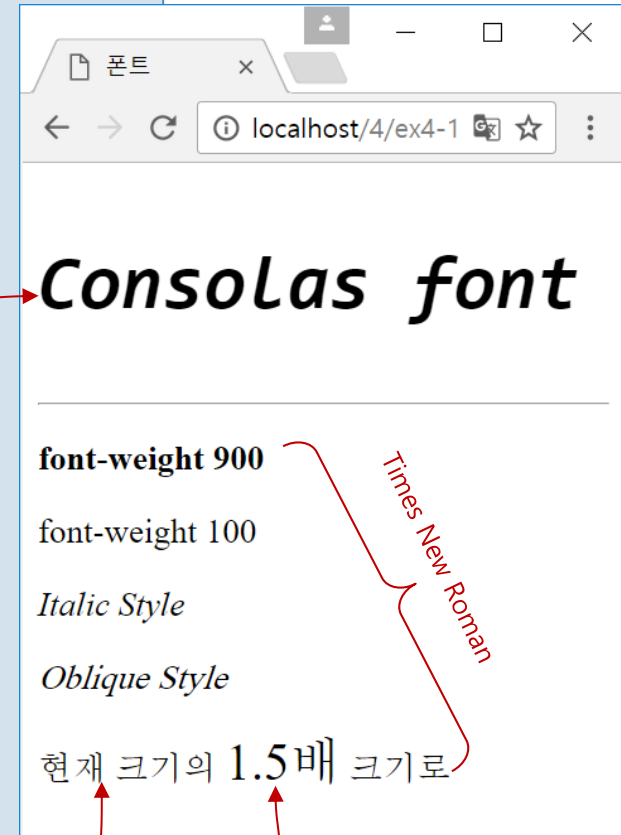 폰트
localhost/4/ex4-1
Consolas font
font-weight 900
font-weight 100
Italic Style
Oblique Style
현재 크기의 1.5배 크기로
Times New Roman